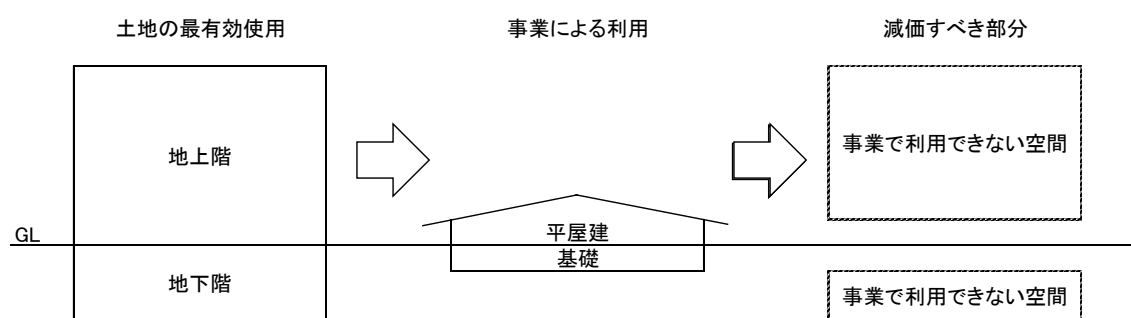 土地の最有効使用
事業による利用
減価すべき部分
地上階
事業で利用できない空間
GL
平屋建
基礎
地下階
事業で利用できない空間